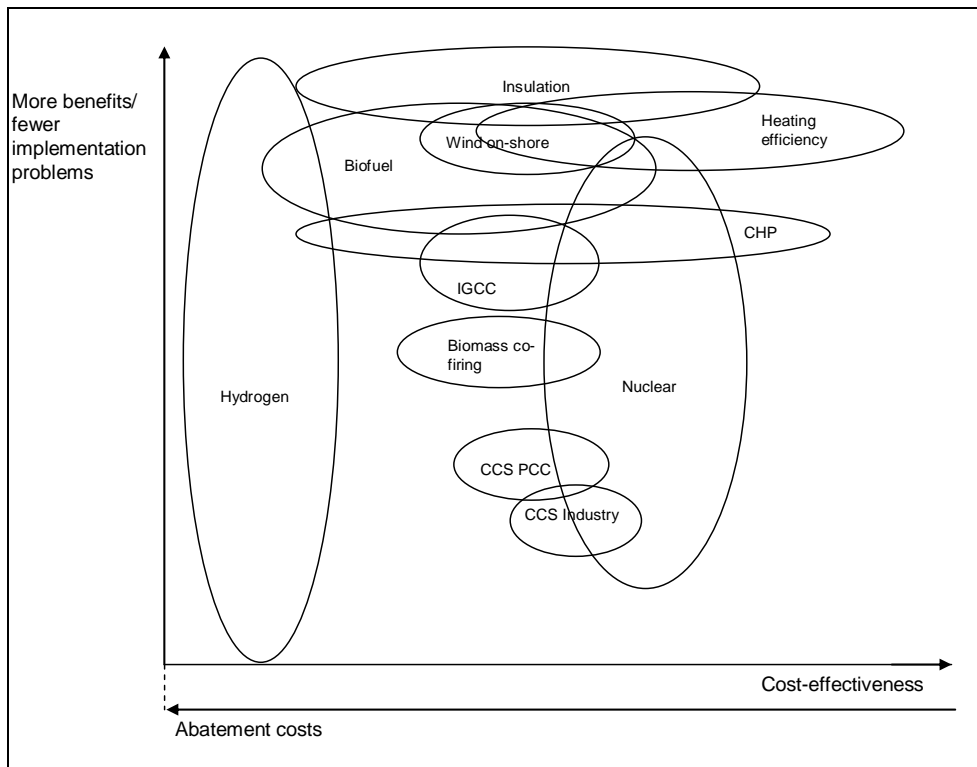 More benefits/
fewer
implementation
problems
Insulation
Heating
efficiency
Wind on-shore
Biofuel
CHP
IGCC
Biomass co-
firing
Nuclear
Hydrogen
CCS PCC
CCS Industry
Cost-effectiveness
Abatement costs